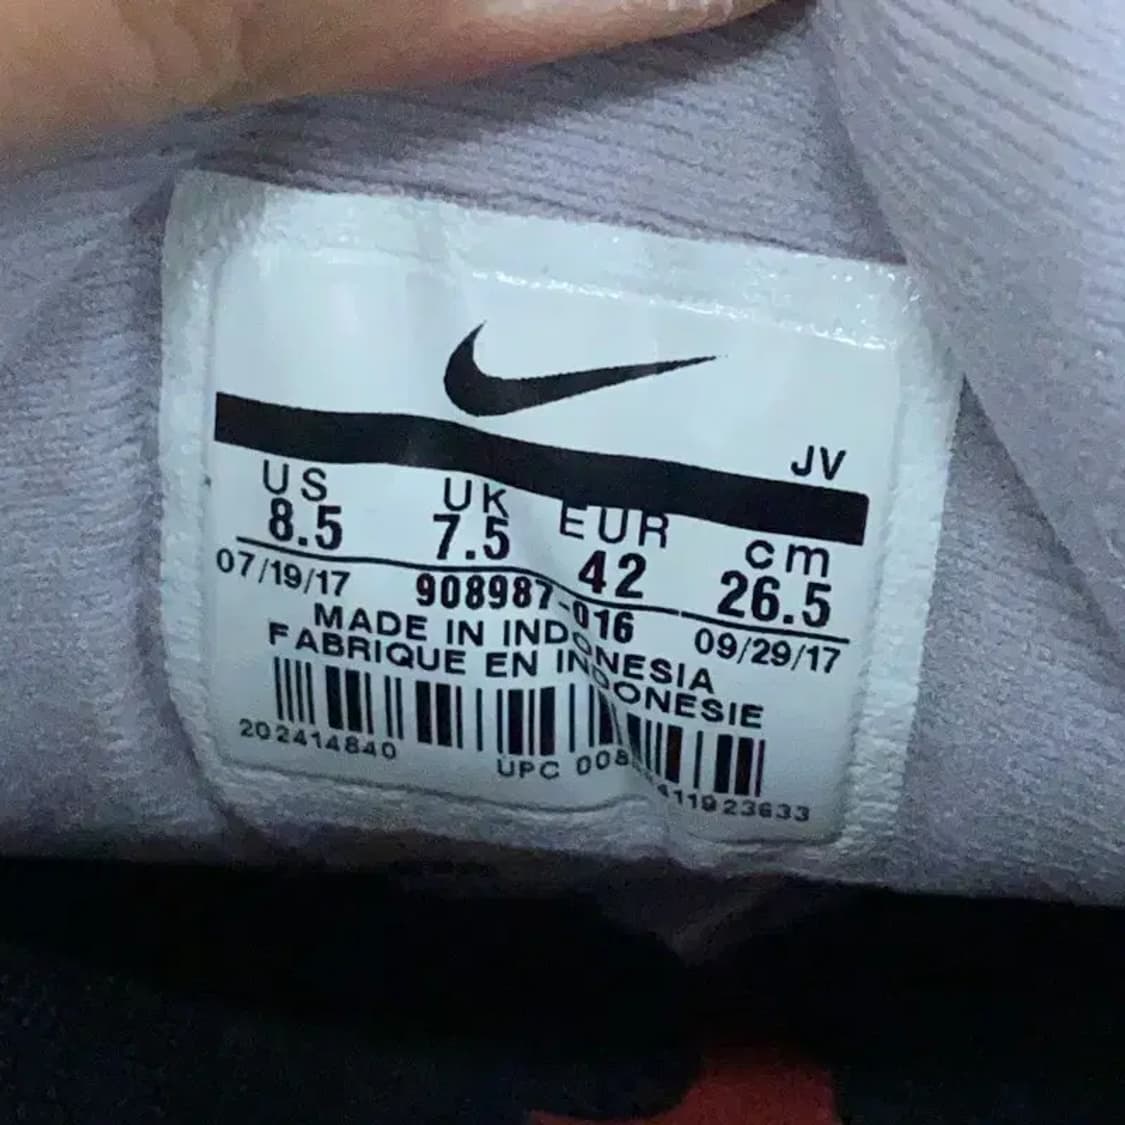 JV
US UK EUR cm
8.5 7.5 42 26.5
07/19/17 908987-016 09/29/17
MADE IN INDONESIA
FABRIQUE EN INDONESIE
202414840 UPC